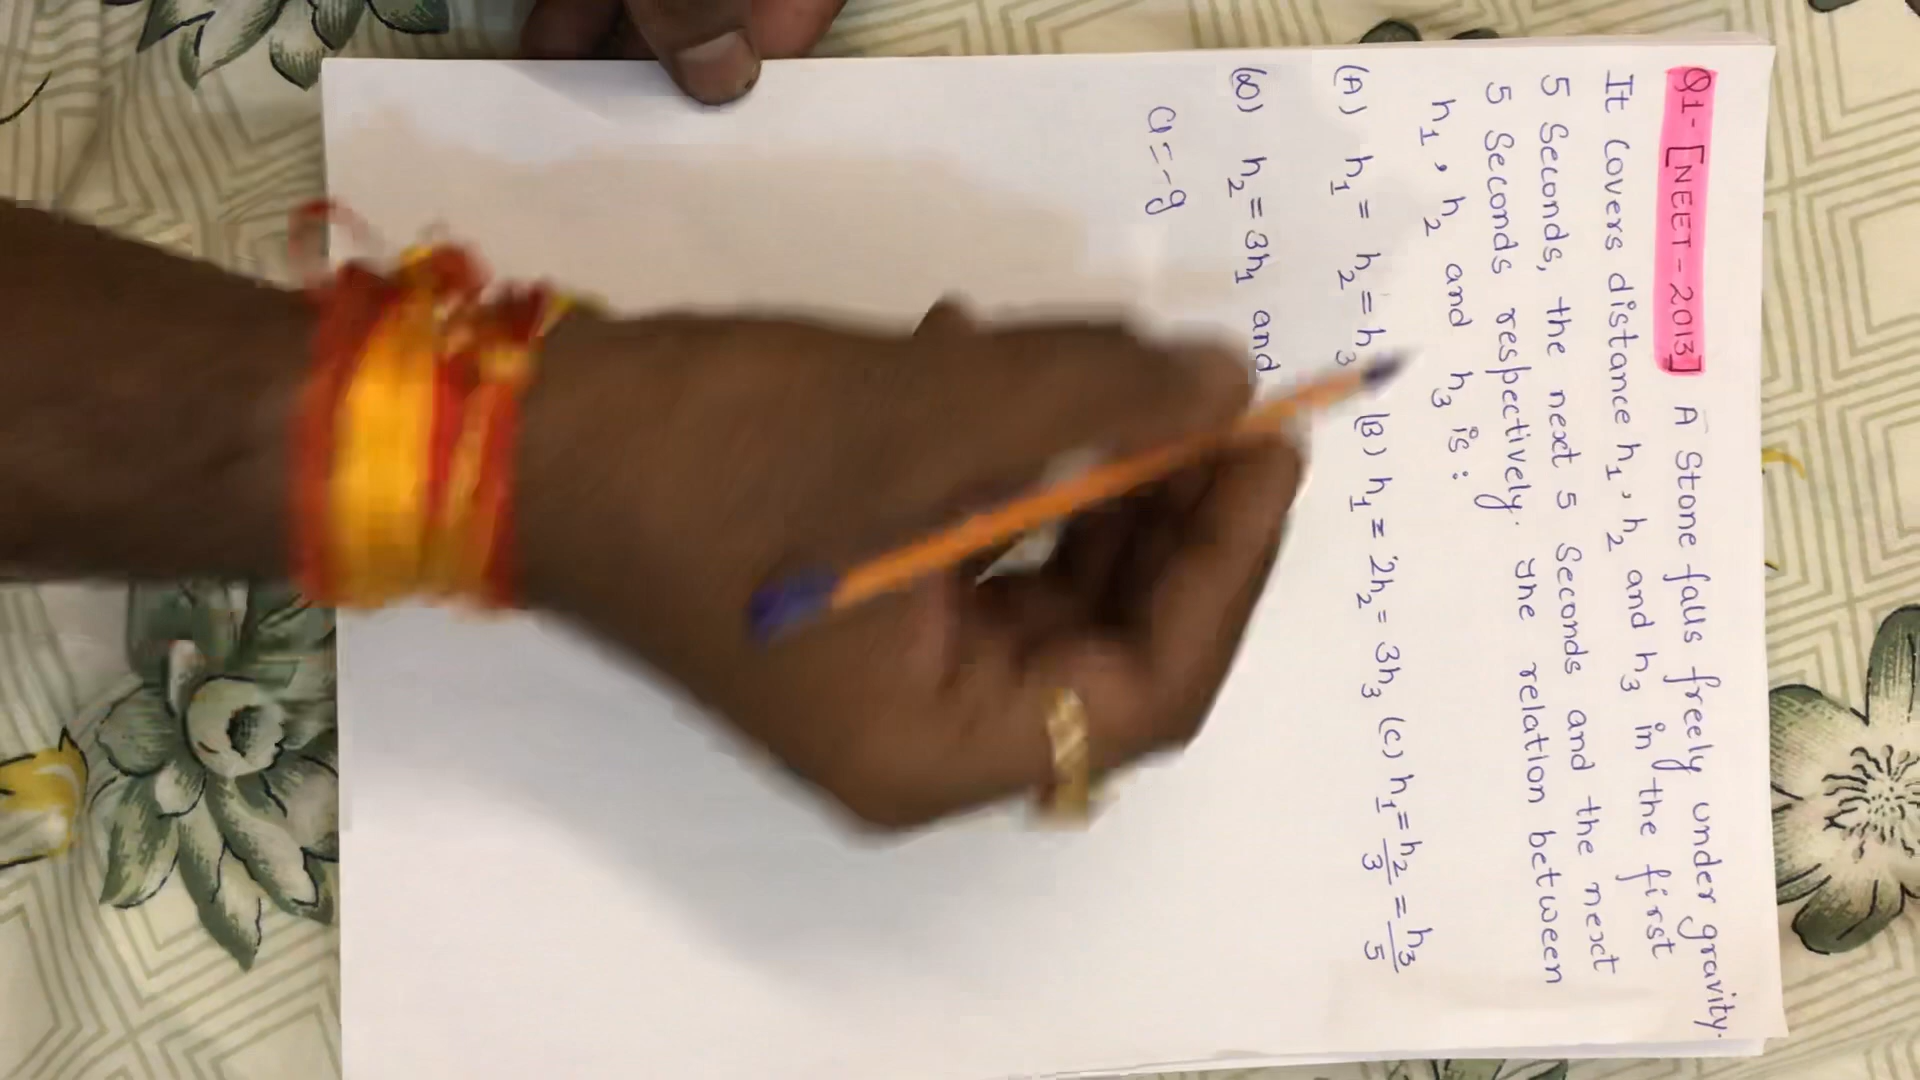 Q1- [NEET-2013] A Stone falls freely under gravity.
It Covers distance h1, h2 and h3 in the first
5 Seconds, the next 5 Seconds and the next
5 Seconds respectively. The relation between
h1, h2 and h3 is:
(A) h1 = h2 = h3 (B) h1 = 2h2 = 3h3 (C) h1 = h2/3 = h3/5
(D) h2 = 3h1 and
a = -g